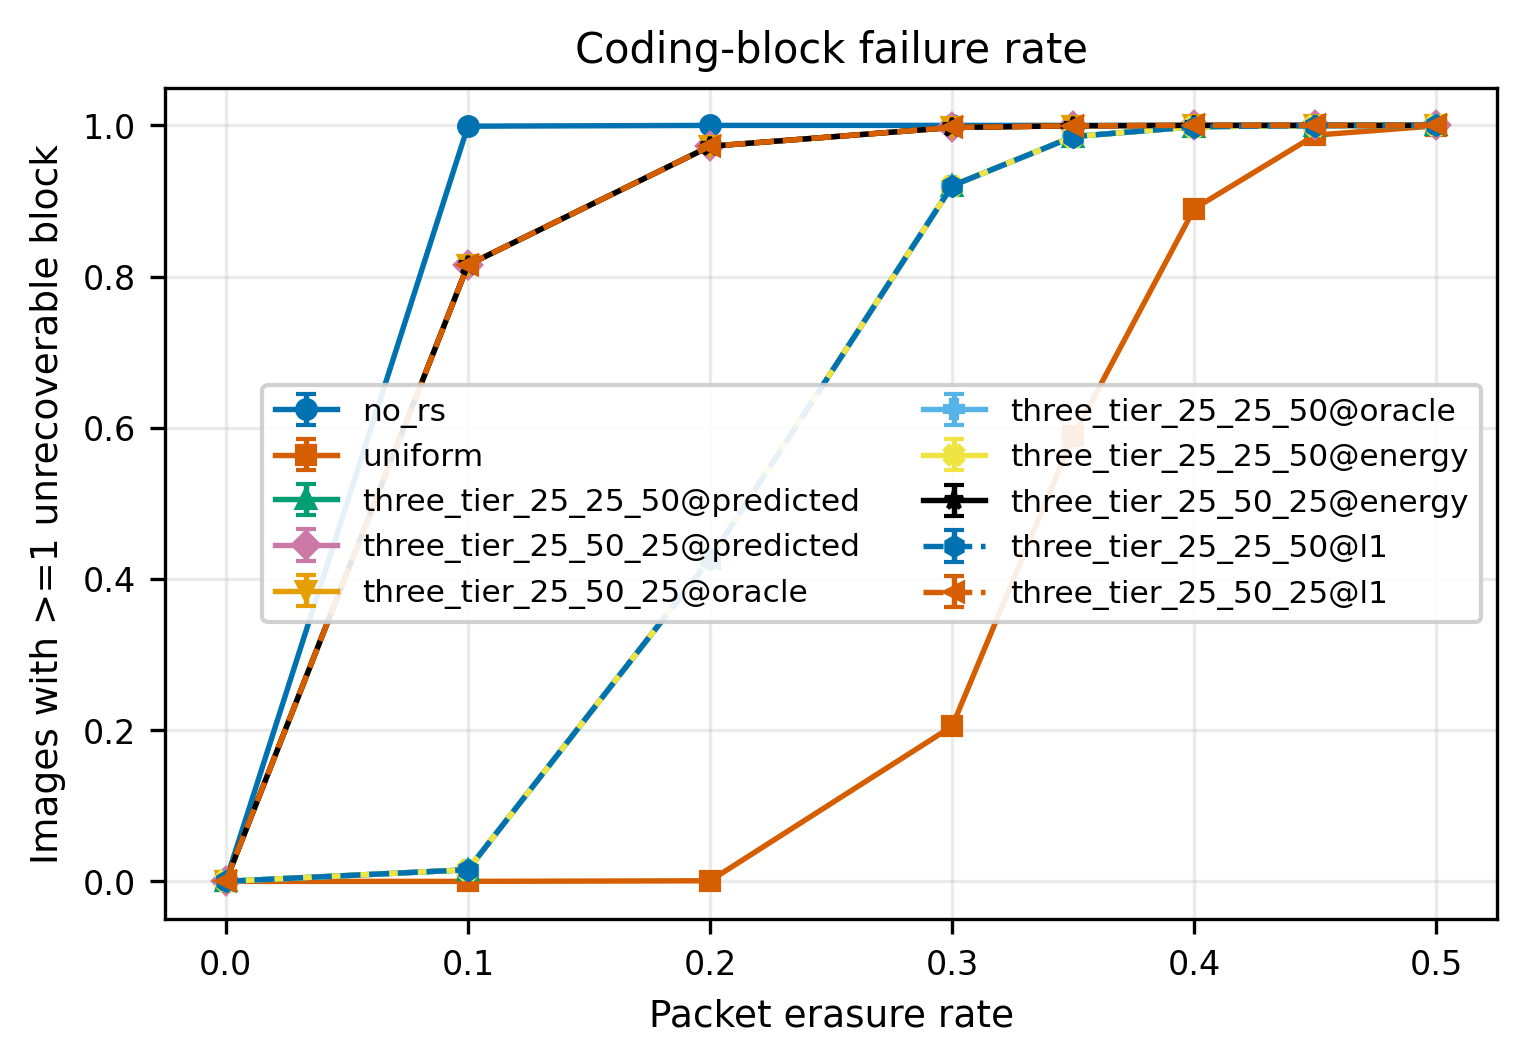 Coding-block failure rate
Images with >=1 unrecoverable block
1.0
0.8
0.6
0.4
0.2
0.0
no_rs
uniform
three_tier_25_25_50@predicted
three_tier_25_50_25@predicted
three_tier_25_50_25@oracle
three_tier_25_25_50@oracle
three_tier_25_25_50@energy
three_tier_25_50_25@energy
three_tier_25_25_50@l1
three_tier_25_50_25@l1
0.0 0.1 0.2 0.3 0.4 0.5
Packet erasure rate